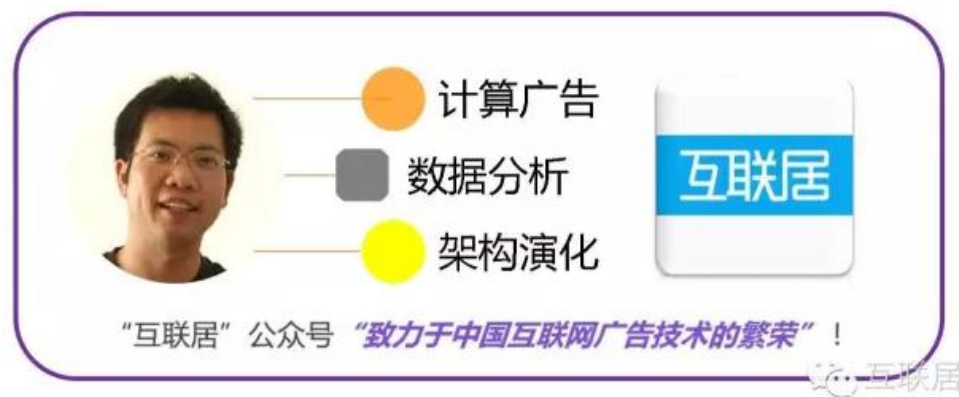 计算广告
数据分析
架构演化
互联居
“互联居”公众号“致力于中国互联网广告技术的繁荣”！
互联居